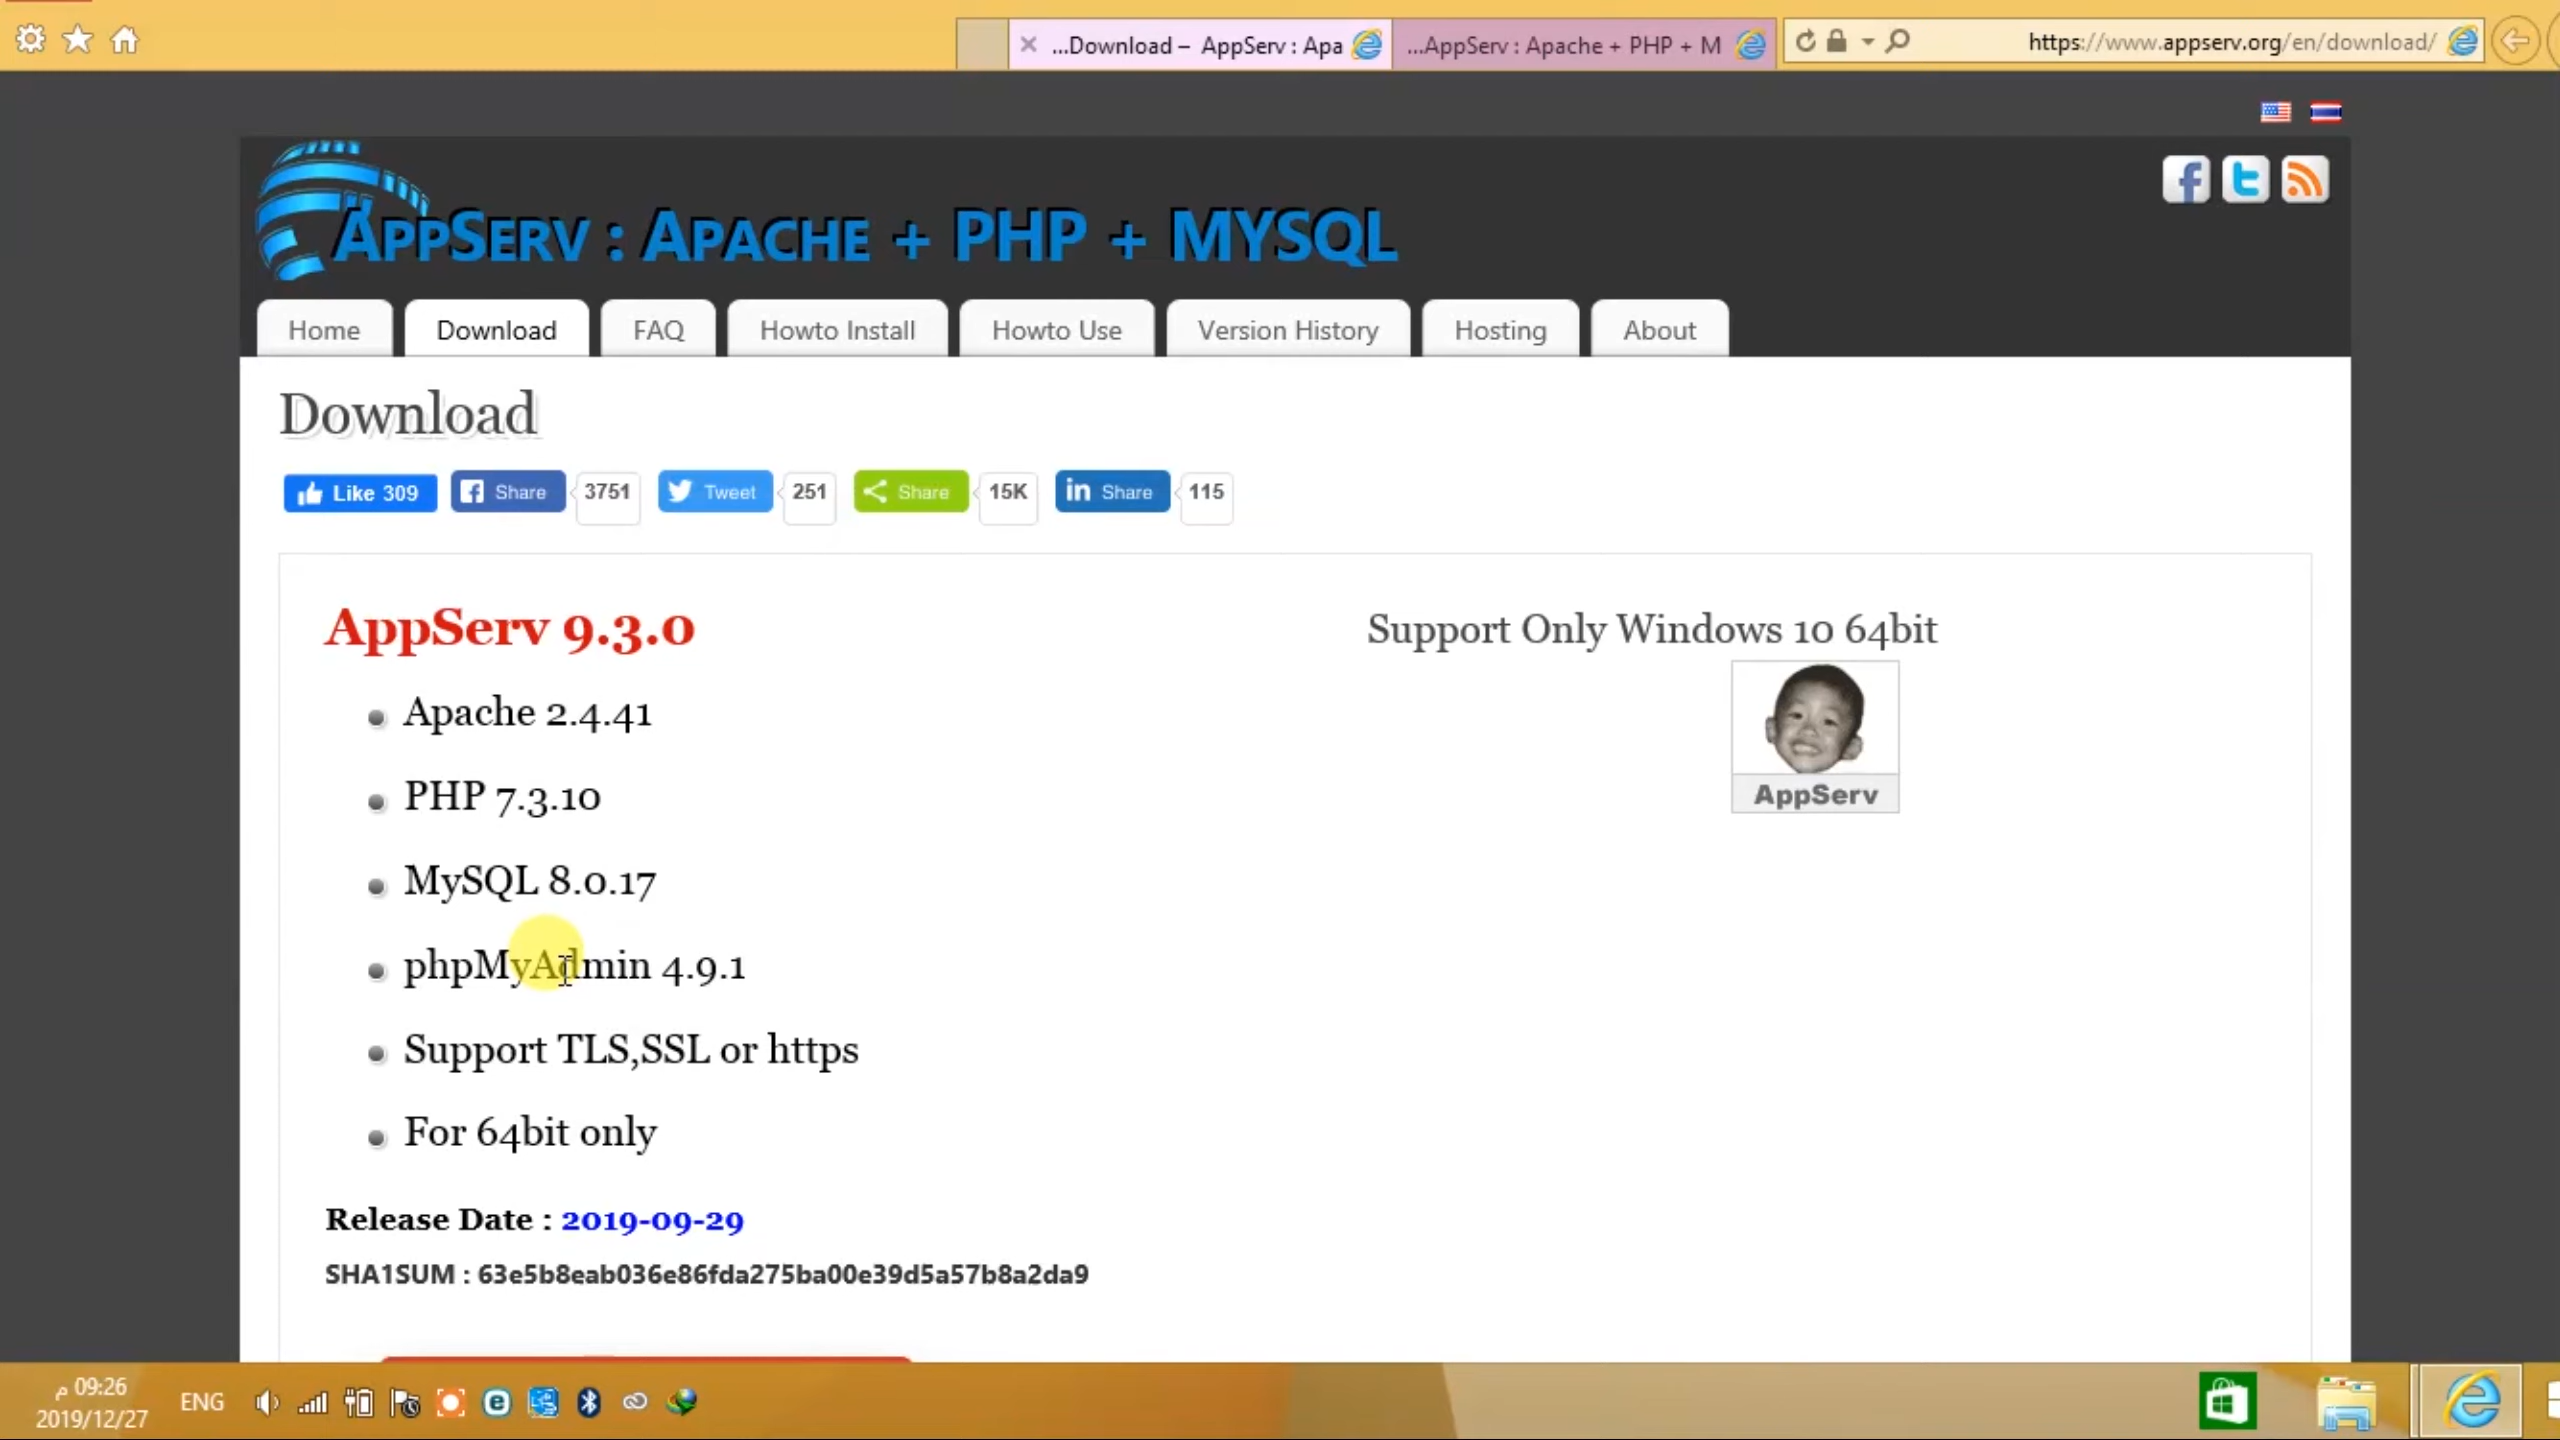 ...Download – AppServ : Apa
...AppServ : Apache + PHP + M
https://www.appserv.org/en/download/
APPSERV : APACHE + PHP + MYSQL
Home
Download
FAQ
Howto Install
Howto Use
Version History
Hosting
About
Download
Like 309
Share
3751
Tweet
251
Share
15K
Share
115
AppServ 9.3.0
Support Only Windows 10 64bit
AppServ
Apache 2.4.41
PHP 7.3.10
MySQL 8.0.17
phpMyAdmin 4.9.1
Support TLS,SSL or https
For 64bit only
Release Date : 2019-09-29
SHA1SUM : 63e5b8eab036e86fda275ba00e39d5a57b8a2da9
09:26 م
ENG
2019/12/27